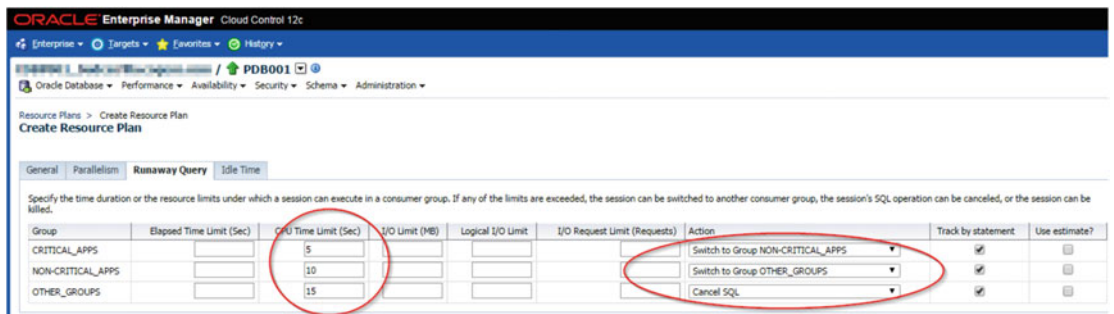 ORACLE Enterprise Manager Cloud Control 12c
Enterprise Targets Favorites History
/ PDB001
Oracle Database Performance Availability Security Schema Administration
Resource Plans > Create Resource Plan
Create Resource Plan
General Parallelism Runaway Query Idle Time
Specify the time duration or the resource limits under which a session can execute in a consumer group. If any of the limits are exceeded, the session can be switched to another consumer group, the session's SQL operation can be canceled, or the session can be
killed.
Group Elapsed Time Limit (Sec) CPU Time Limit (Sec) I/O Limit (MB) Logical I/O Limit I/O Request Limit (Requests) Action Track by statement Use estimate?
CRITICAL_APPS 5 Switch to Group NON-CRITICAL_APPS
NON-CRITICAL_APPS 10 Switch to Group OTHER_GROUPS
OTHER_GROUPS 15 Cancel SQL